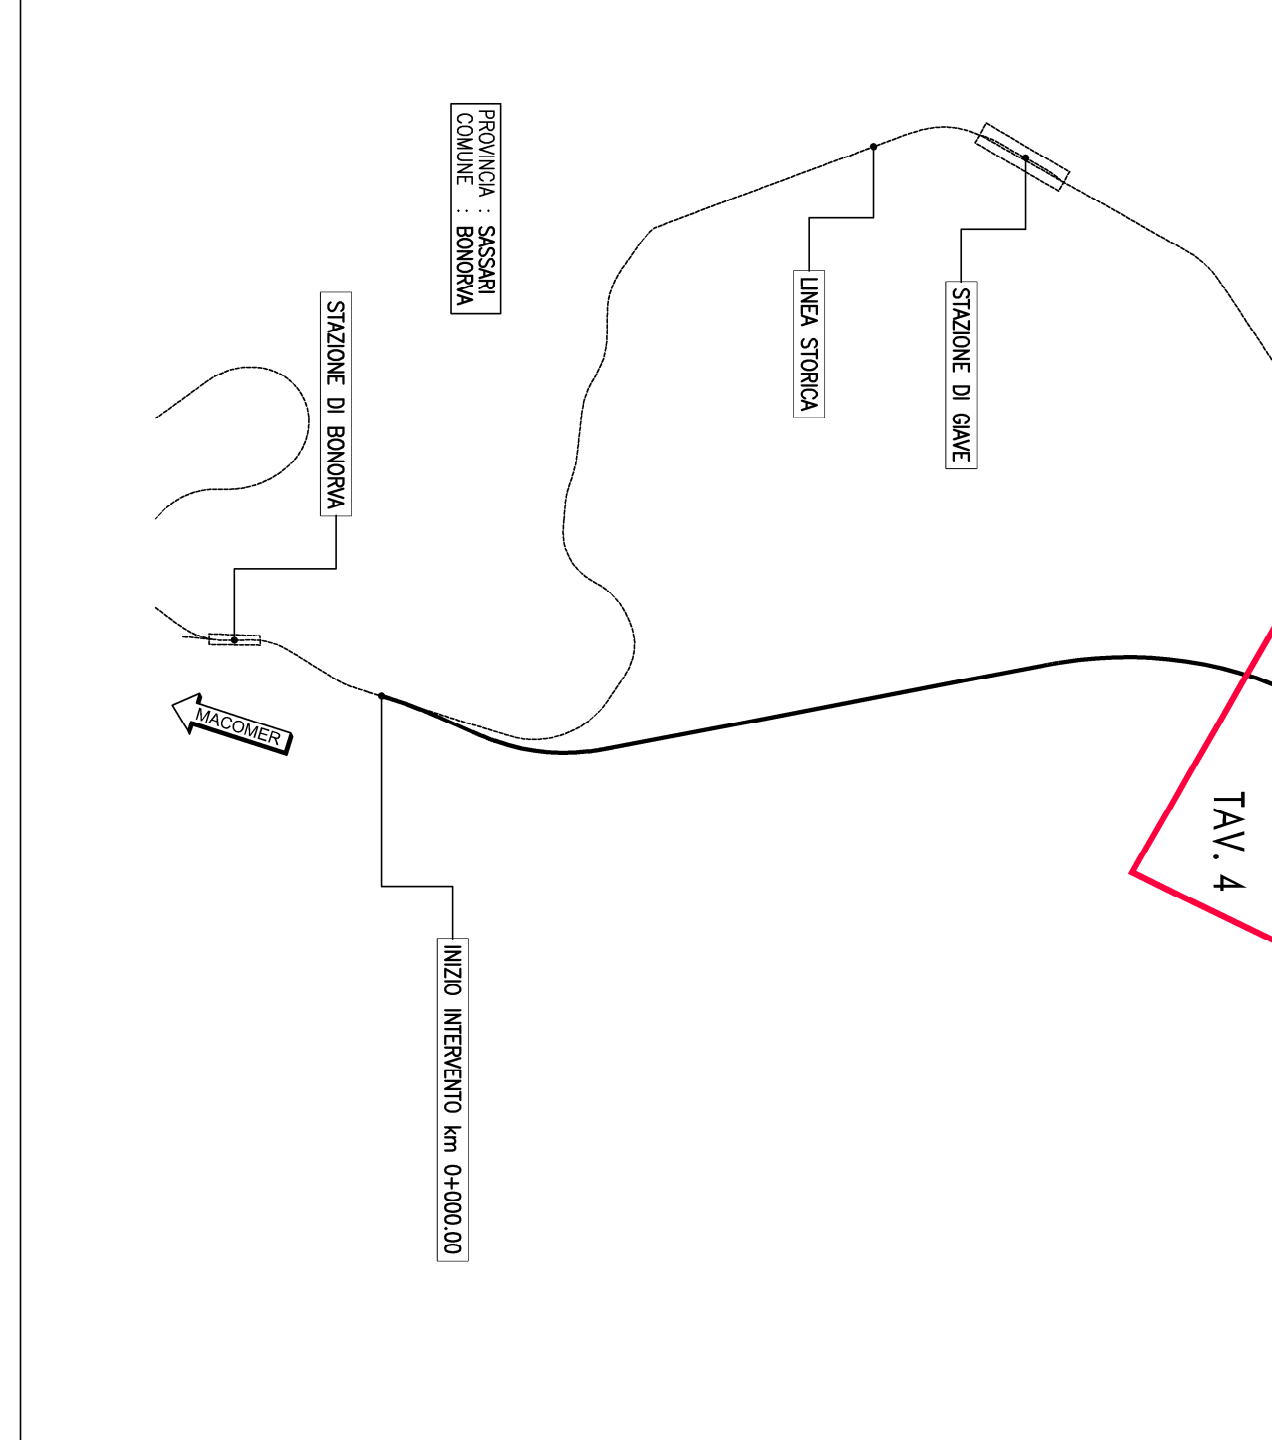 PROVINCIA : SASSARI
COMUNE : BONORVA
STAZIONE DI GIAVE
LINEA STORICA
STAZIONE DI BONORVA
MACOMER
TAV. 4
INIZIO INTERVENTO km 0+000.00